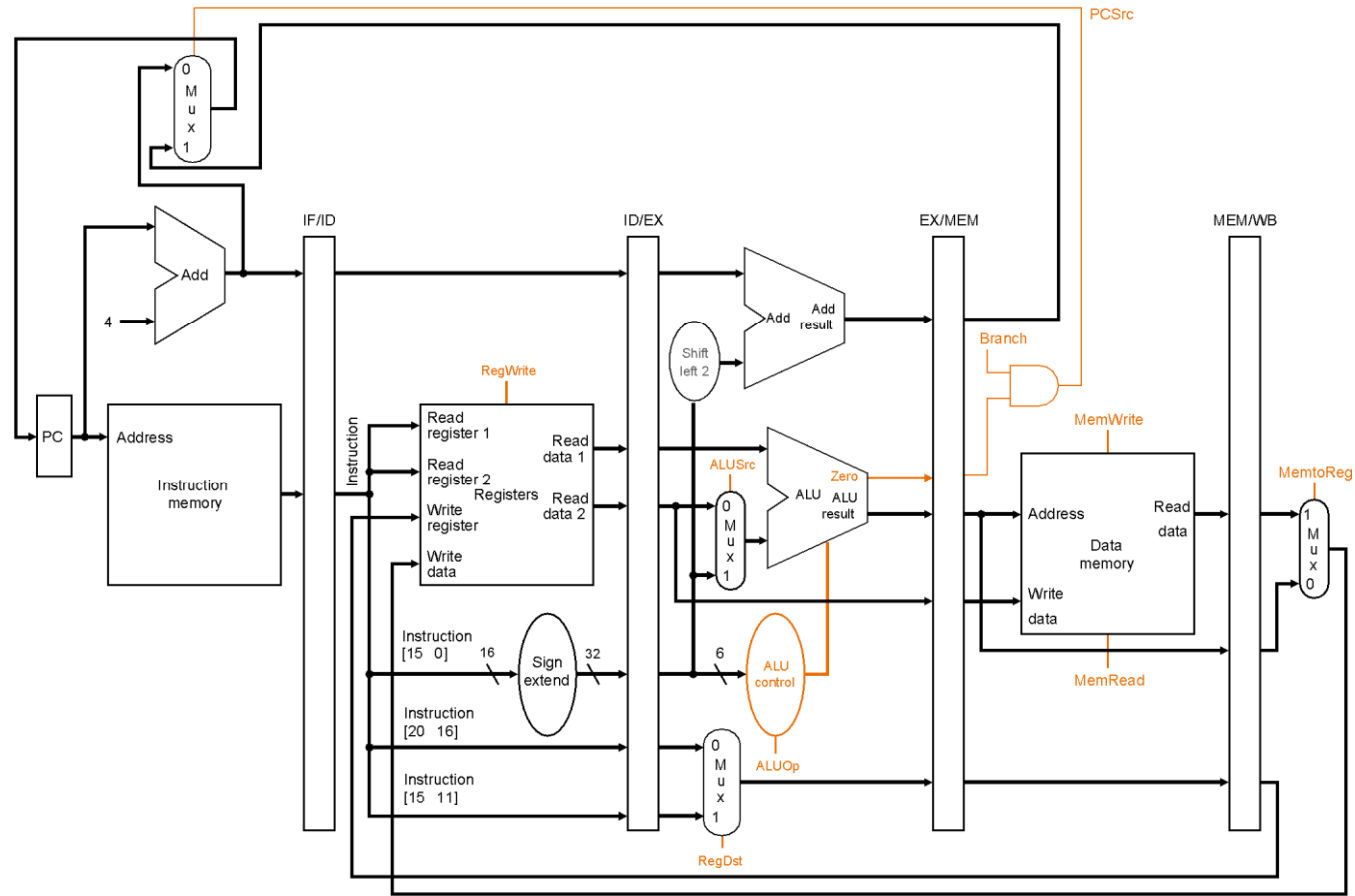 PCSrc
0
M
u
x
1
IF/ID
ID/EX
EX/MEM
MEM/WB
Add
4
Add
Add
result
Shift
left 2
Branch
RegWrite
PC
Address
Instruction
memory
Instruction
Read
register 1
Read
register 2
Write
register
Write
data
Registers
Read
data 1
Read
data 2
ALUSrc
0
M
u
x
1
Zero
ALU
ALU
result
MemWrite
Address
Read
data
Data
memory
Write
data
MemRead
MemtoReg
1
M
u
x
0
Instruction
[15 0]
16
Sign
extend
32
6
ALU
control
ALUOp
Instruction
[20 16]
Instruction
[15 11]
0
M
u
x
1
RegDst